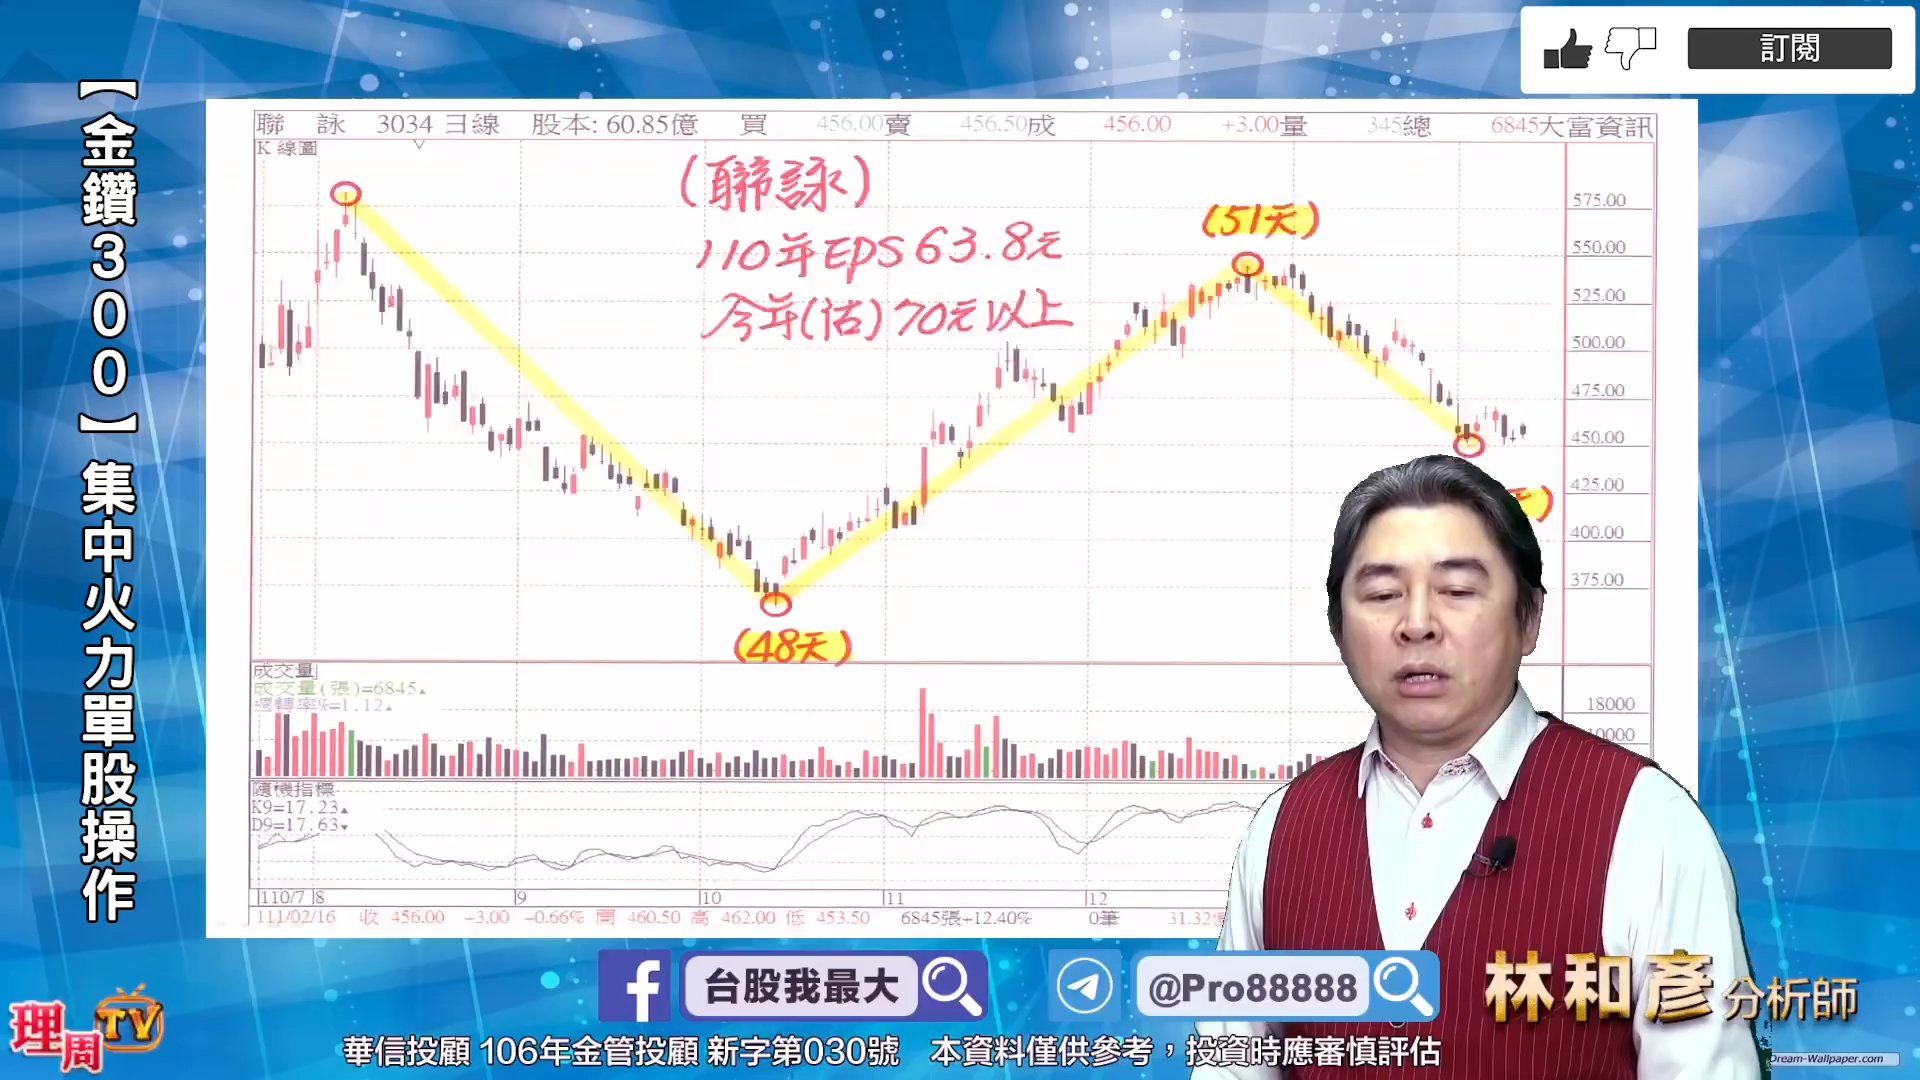 訂閱
【金鑽300】集中火力單股操作
聯 詠 3034 日線 股本: 60.85億 買 456.00賣 456.50成 456.00 +3.00量 345總 6845大富資訊
K 線圖
(聯詠)
110年EPS 63.8元
今年(估)70元以上
(51天)
(48天)
575.00
550.00
525.00
500.00
475.00
450.00
425.00
400.00
375.00
成交量
成交量(張)=6845▲
週轉率%=1.12▲
18000
10000
隨機指標
K9=17.23▲
D9=17.63▼
110/7 8 9 10 11 12
111/02/16 收 456.00 -3.00 -0.66% 開 460.50 高 462.00 低 453.50 6845張+12.40% 0筆 31.32
f 台股我最大 @Pro88888
林和彥分析師
理周TV
華信投顧 106年金管投顧 新字第030號 本資料僅供參考，投資時應審慎評估
Dream-Wallpaper.com